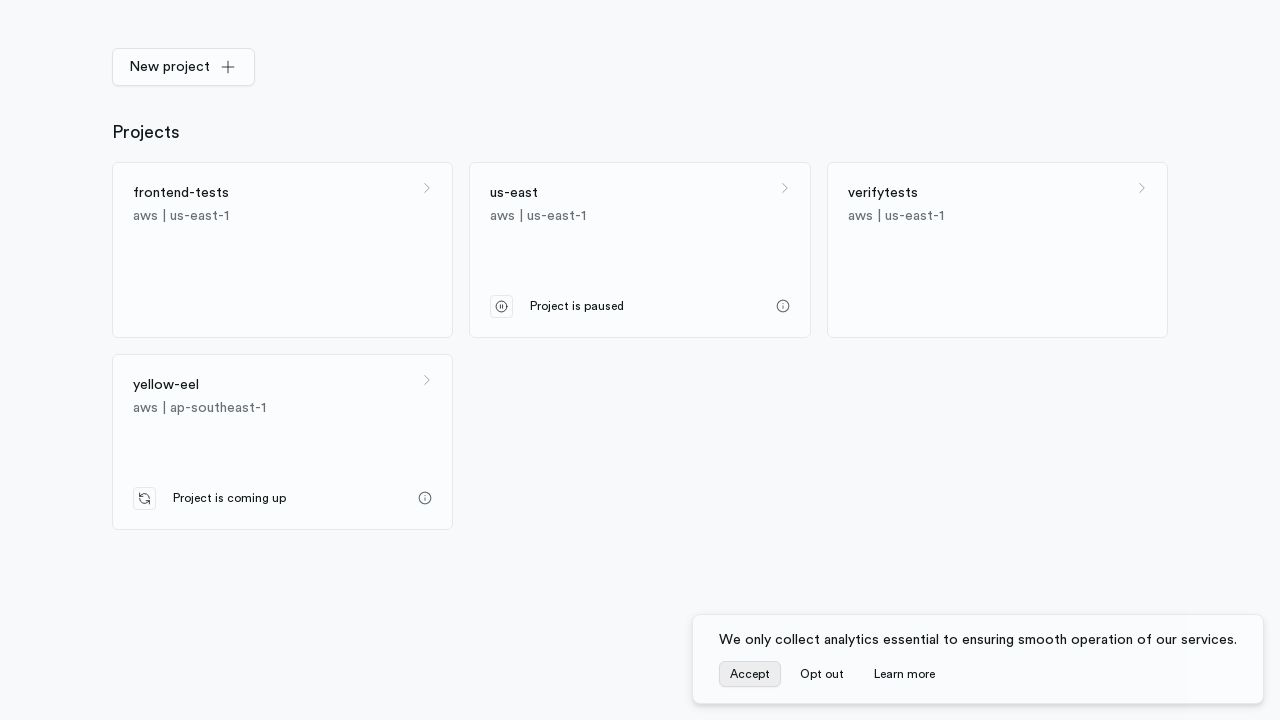 New project
Projects
frontend-tests
aws | us-east-1
us-east
aws | us-east-1
Project is paused
verifytests
aws | us-east-1
yellow-eel
aws | ap-southeast-1
Project is coming up
We only collect analytics essential to ensuring smooth operation of our services.
Accept Opt out Learn more